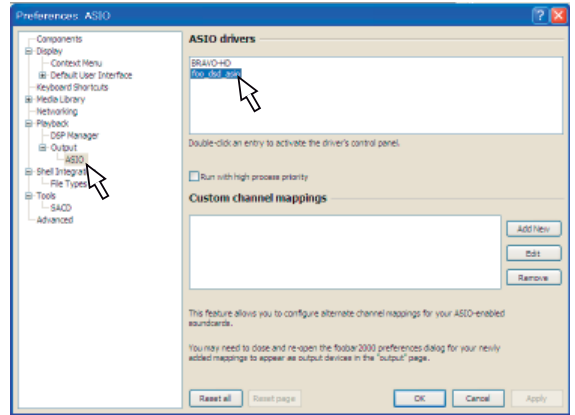 Preferences: ASIO
Components
Display
Context Menu
Default User Interface
Keyboard Shortcuts
Media Library
Networking
Playback
DSP Manager
Output
ASIO
Shell Integrat
File Types
Tools
SACD
Advanced
ASIO drivers
BRAVO-HD
foo_dsd_asio
Double-click an entry to activate the driver's control panel.
Run with high process priority
Custom channel mappings
Add New
Edit
Remove
This feature allows you to configure alternate channel mappings for your ASIO-enabled
soundcards.
You may need to close and re-open the foobar2000 preferences dialog for your newly
added mappings to appear as output devices in the "output" page.
Reset all
Reset page
OK
Cancel
Apply